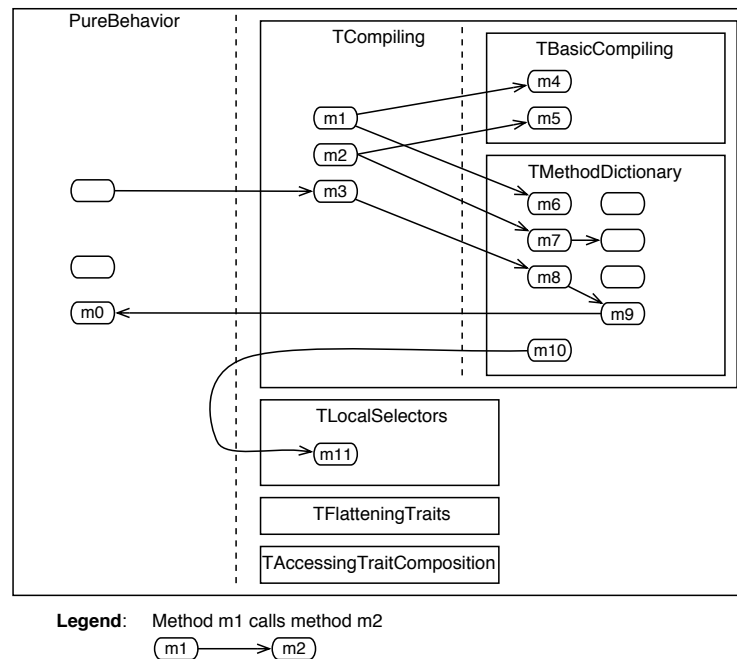 PureBehavior
TCompiling
TBasicCompiling
m4
m1
m5
m2
TMethodDictionary
m3
m6
m7
m8
m0
m9
m10
TLocalSelectors
m11
TFlatteningTraits
TAccessingTraitComposition
Legend: Method m1 calls method m2
m1 m2